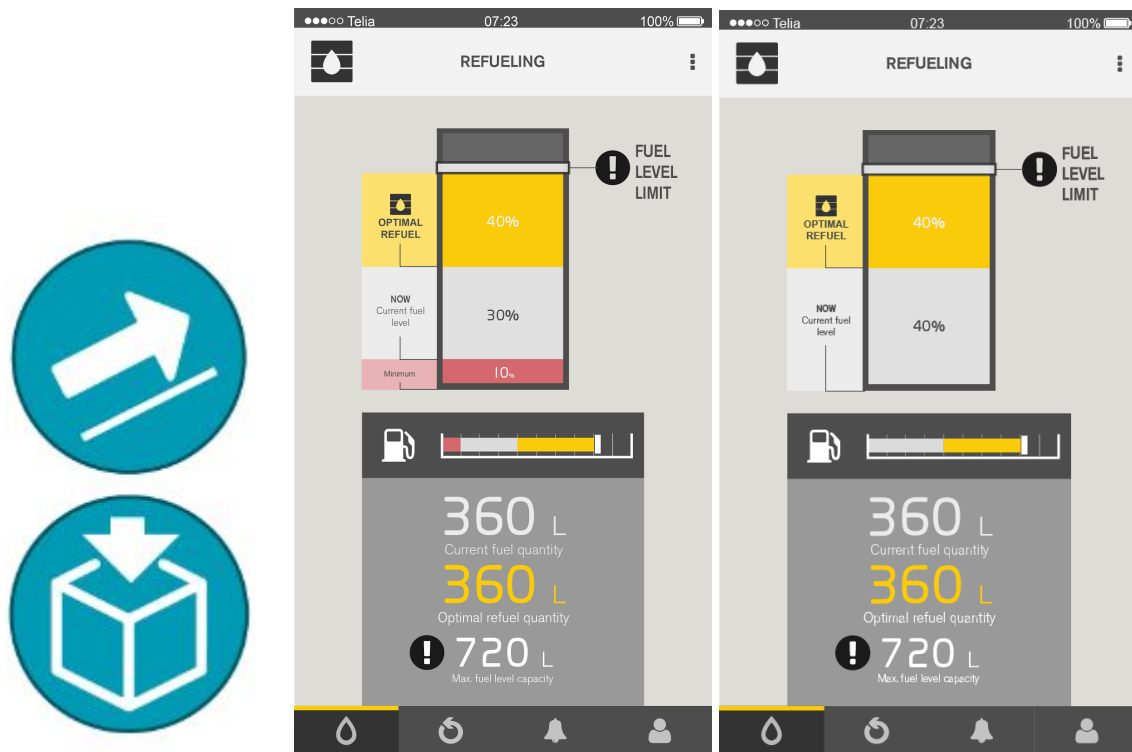 Telia 07:23 100%
REFUELING
FUEL
LEVEL
LIMIT
OPTIMAL
REFUEL
40%
NOW
Current fuel
level
30%
Minimum
10%
360 L
Current fuel quantity
360 L
Optimal refuel quantity
! 720 L
Max. fuel level capacity
Telia 07:23 100%
REFUELING
FUEL
LEVEL
LIMIT
OPTIMAL
REFUEL
40%
NOW
Current fuel
level
40%
360 L
Current fuel quantity
360 L
Optimal refuel quantity
! 720 L
Max. fuel level capacity